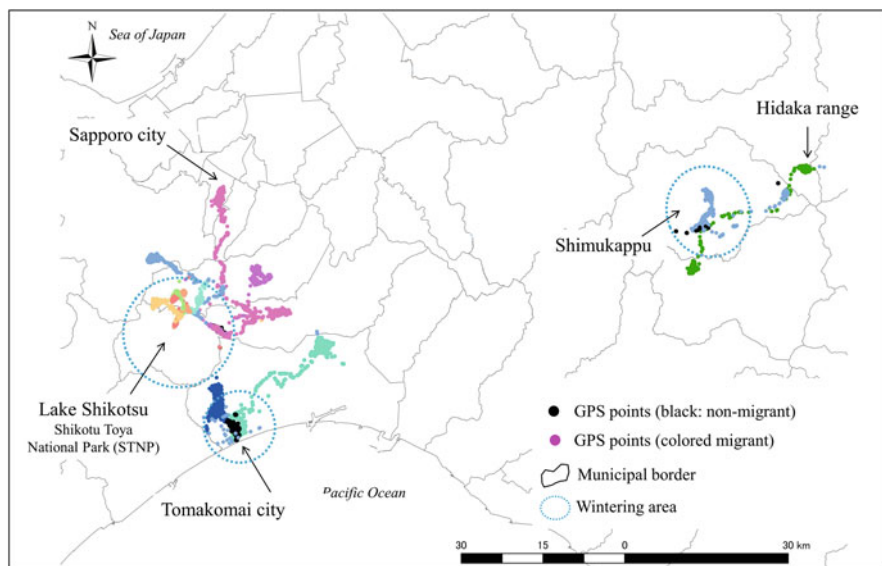 N
Sea of Japan
Sapporo city
Hidaka range
Shimukappu
Lake Shikotsu
Shikotu Toya
National Park (STNP)
Tomakomai city
Pacific Ocean
GPS points (black: non-migrant)
GPS points (colored migrant)
Municipal border
Wintering area
30 15 0 30 km